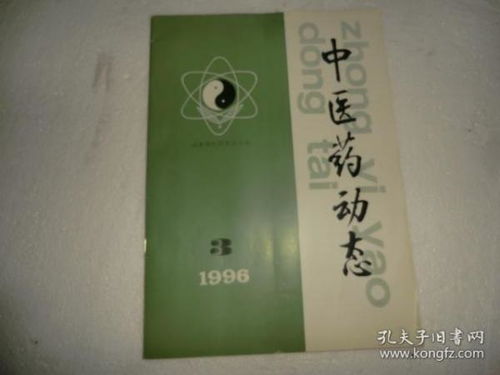 中医药动态
zhong yi yao
dong tai
3
1996
孔夫子旧书网
www.kongfz.com